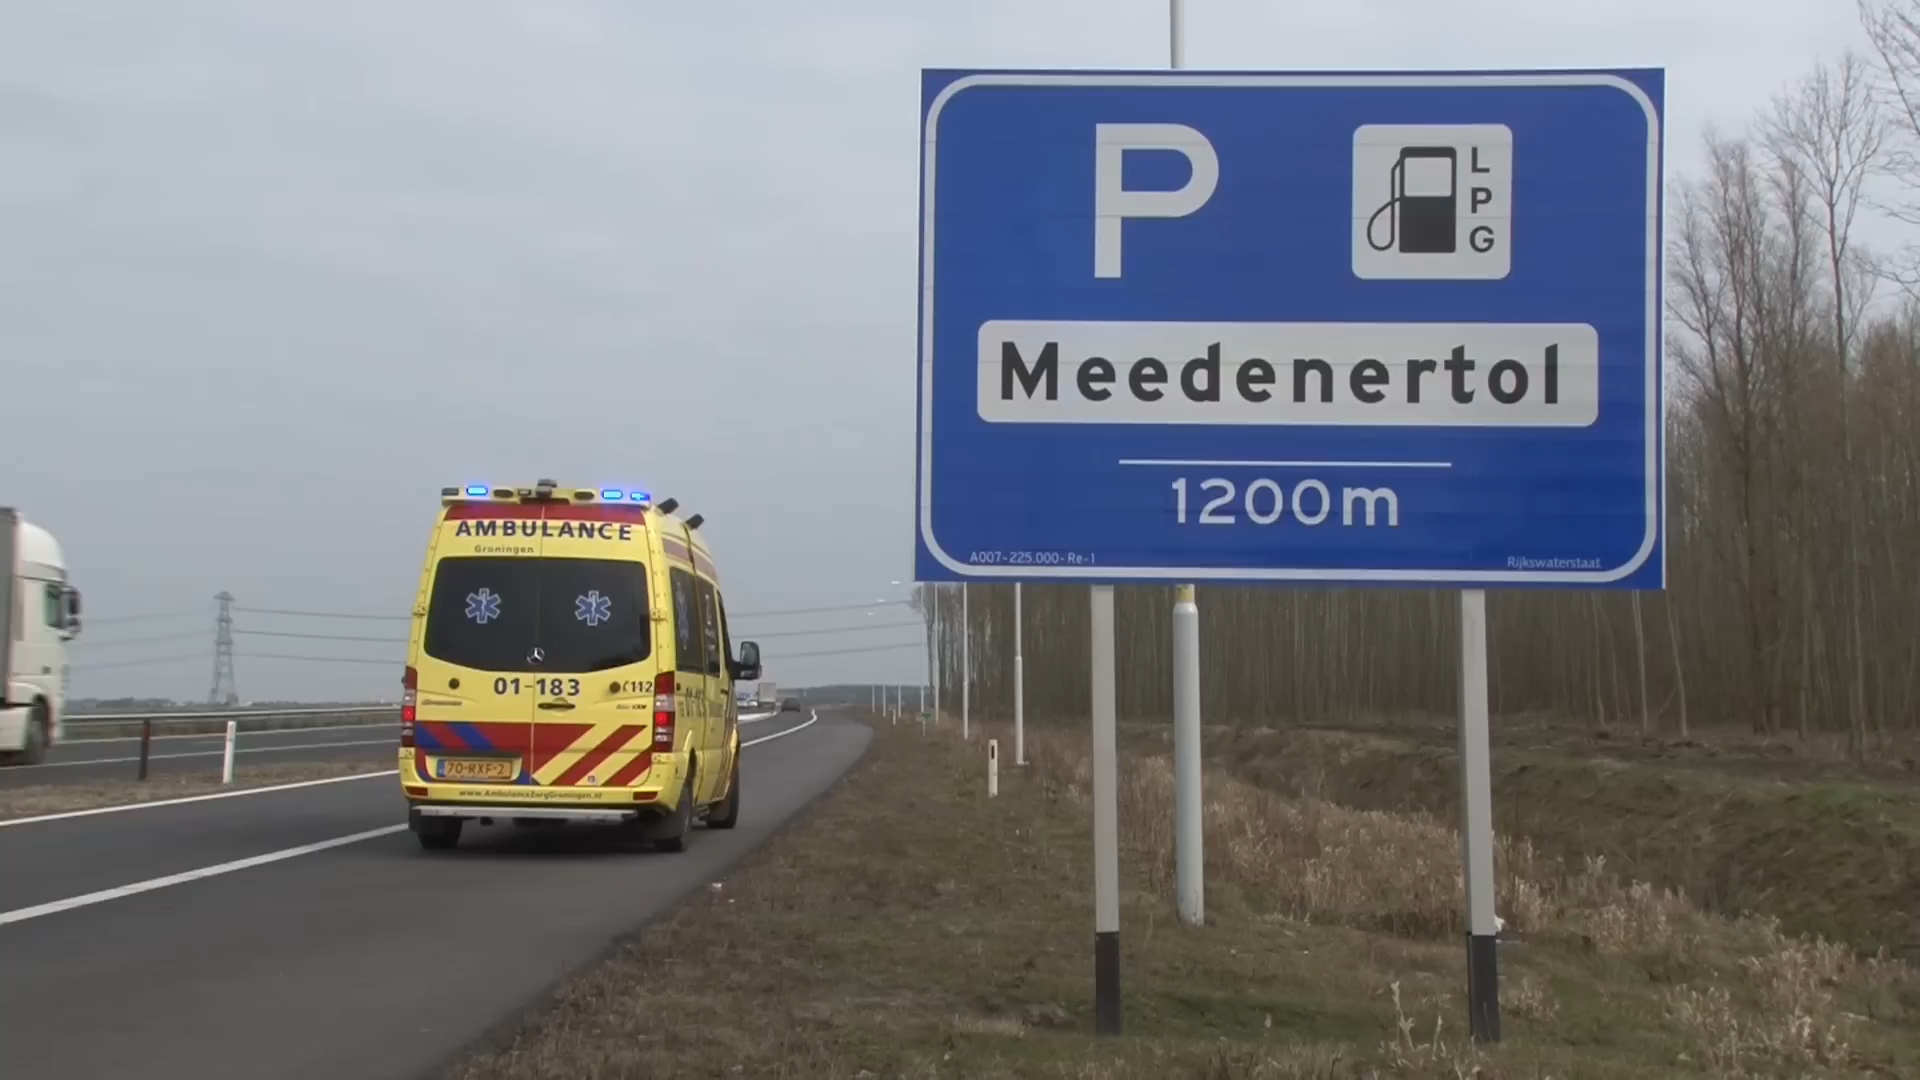 P
L
P
G
Meedenertol
1200m
A007-225.000-Re-1
Rijkswaterstaat
AMBULANCE
Groningen
01-183
112
70-RXF-2
www.AmbulanceZorgGroningen.nl